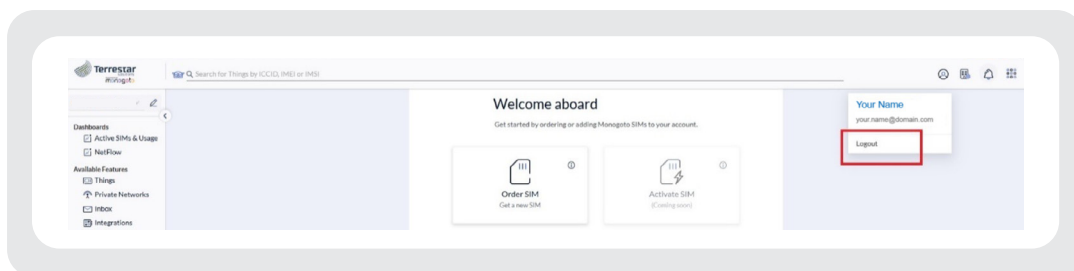 Terrestar
SOLUTIONS
monogoto
Search for Things by ICCID, IMEI or IMSI
Dashboards
Active SIMs & Usage
NetFlow
Available Features
Things
Private Networks
Inbox
Integrations
Welcome aboard
Get started by ordering or adding Monogoto SIMs to your account.
Order SIM
Get a new SIM
Activate SIM
(Coming soon)
Your Name
your.name@domain.com
Logout